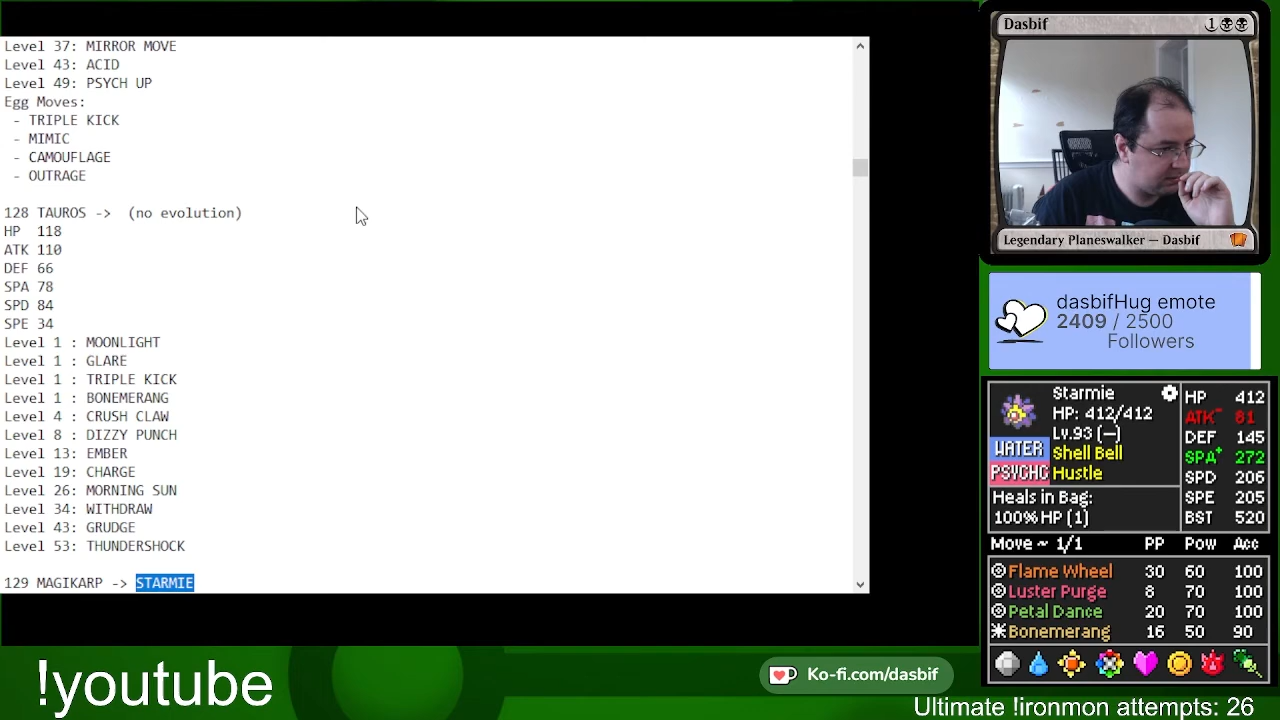 Level 37: MIRROR MOVE
Level 43: ACID
Level 49: PSYCH UP
Egg Moves:
- TRIPLE KICK
- MIMIC
- CAMOUFLAGE
- OUTRAGE
128 TAUROS -> (no evolution)
HP 118
ATK 110
DEF 66
SPA 78
SPD 84
SPE 34
Level 1 : MOONLIGHT
Level 1 : GLARE
Level 1 : TRIPLE KICK
Level 1 : BONEMERANG
Level 4 : CRUSH CLAW
Level 8 : DIZZY PUNCH
Level 13: EMBER
Level 19: CHARGE
Level 26: MORNING SUN
Level 34: WITHDRAW
Level 43: GRUDGE
Level 53: THUNDERSHOCK
129 MAGIKARP -> STARMIE
Dasbif 1
Legendary Planeswalker — Dasbif
dasbifHug emote
2409 / 2500
Followers
Starmie
HP: 412/412
Lv.93 (—)
Shell Bell
Hustle
WATER
PSYCHC
HP 412
ATK- 81
DEF 145
SPA+ 272
SPD 206
SPE 205
BST 520
Heals in Bag:
100% HP (1)
Move ~ 1/1 PP Pow Acc
Flame Wheel 30 60 100
Luster Purge 8 70 100
Petal Dance 20 70 100
Bonemerang 16 50 90
!youtube
Ko-fi.com/dasbif
Ultimate !ironmon attempts: 26